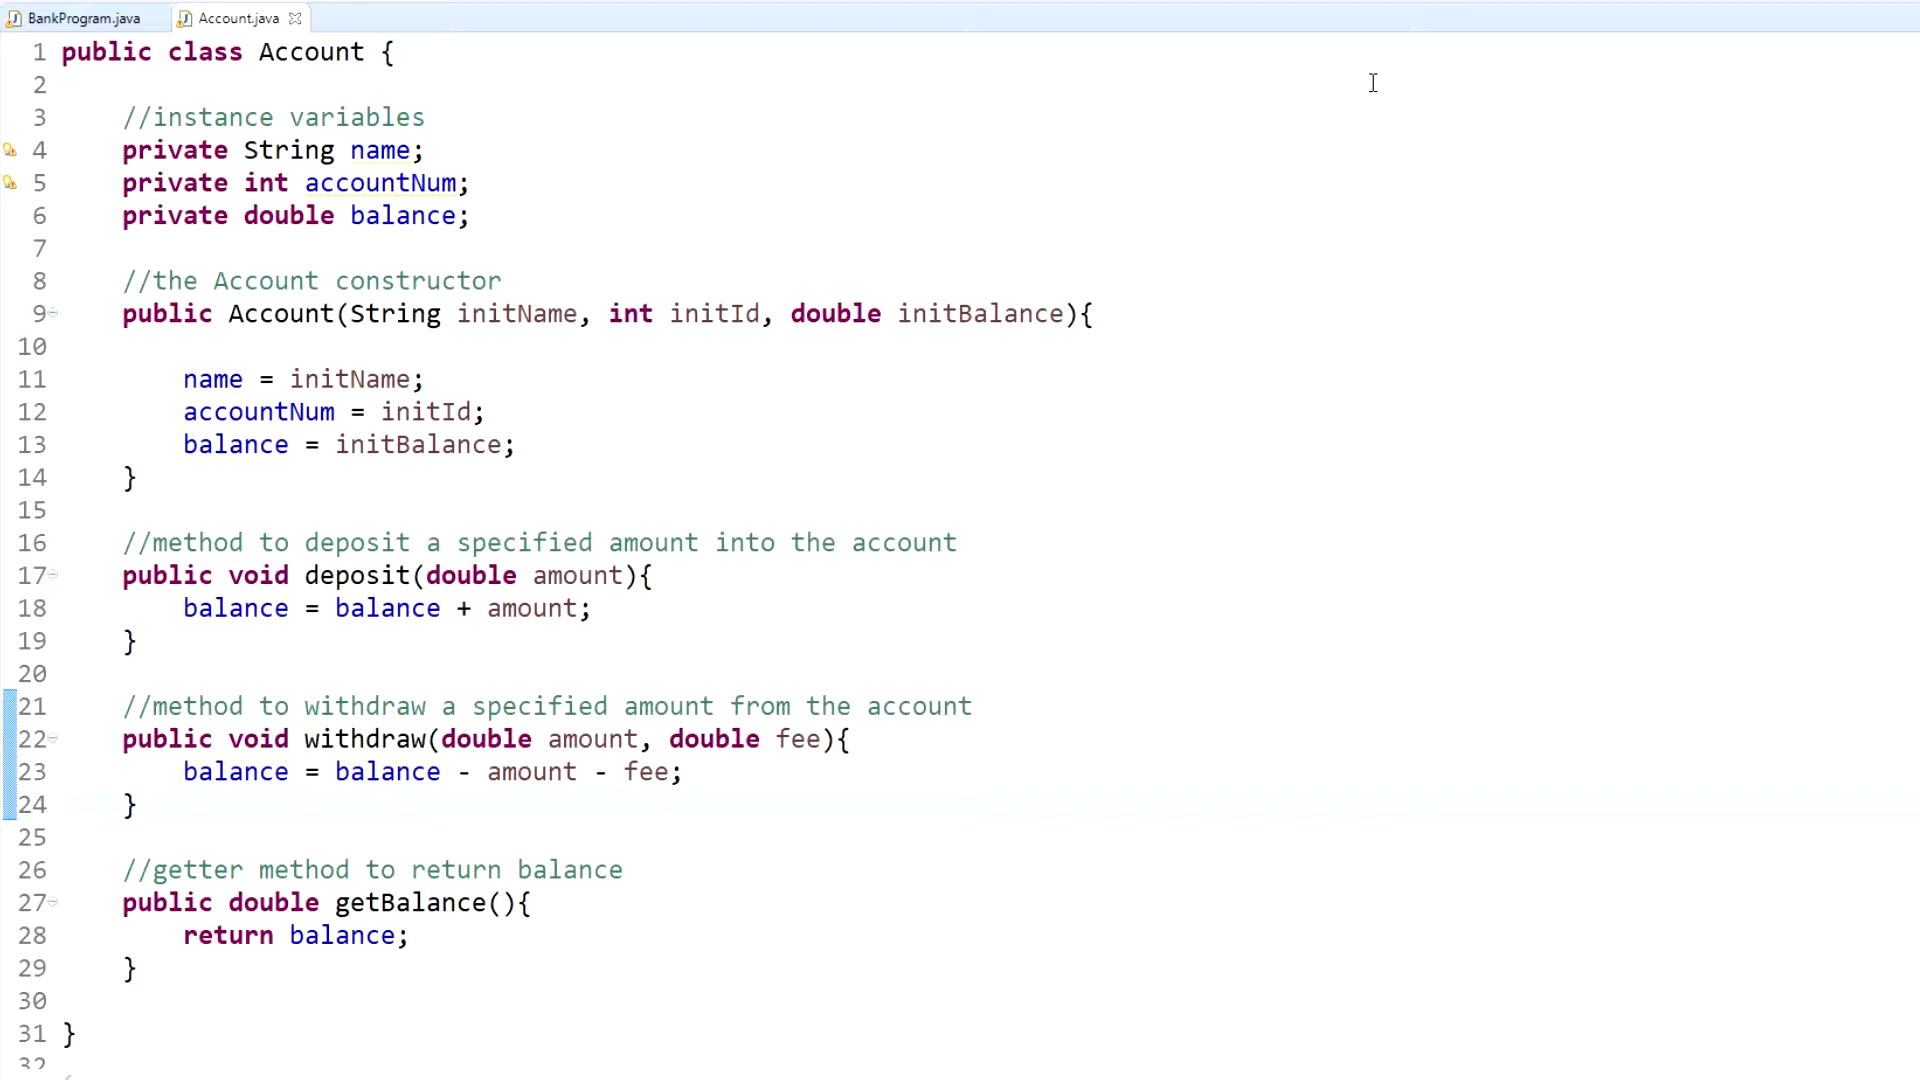 BankProgram.java Account.java
1 public class Account {
2
3 //instance variables
4 private String name;
5 private int accountNum;
6 private double balance;
7
8 //the Account constructor
9 public Account(String initName, int initId, double initBalance){
10
11 name = initName;
12 accountNum = initId;
13 balance = initBalance;
14 }
15
16 //method to deposit a specified amount into the account
17 public void deposit(double amount){
18 balance = balance + amount;
19 }
20
21 //method to withdraw a specified amount from the account
22 public void withdraw(double amount, double fee){
23 balance = balance - amount - fee;
24 }
25
26 //getter method to return balance
27 public double getBalance(){
28 return balance;
29 }
30
31 }
32